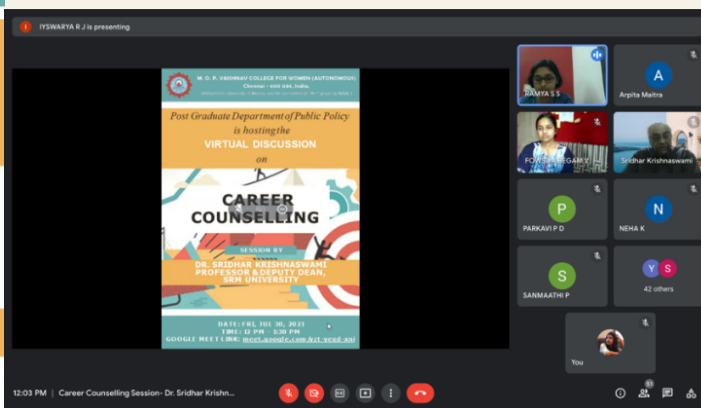 I IYSWARYA R J is presenting
M. O. P. VAISHNAV COLLEGE FOR WOMEN (AUTONOMOUS)
Chennai - 600 034, India.
Post Graduate Department of Public Policy
is hosting the
VIRTUAL DISCUSSION
on
CAREER
COUNSELLING
SESSION BY
DR. SRIDHAR KRISHNASWAMI
PROFESSOR & DEPUTY DEAN,
SRM UNIVERSITY
DATE: FRI, JUL 30, 2021
TIME: 12 PM - 1:30 PM
GOOGLE MEET LINK:
RAMYA S S
A
Arpita Maitra
Sridhar Krishnaswami
P
PARKAVI P D
N
NEHA K
S
SANMAATHI P
Y S
42 others
You
12:03 PM | Career Counselling Session- Dr. Sridhar Krishn...
51